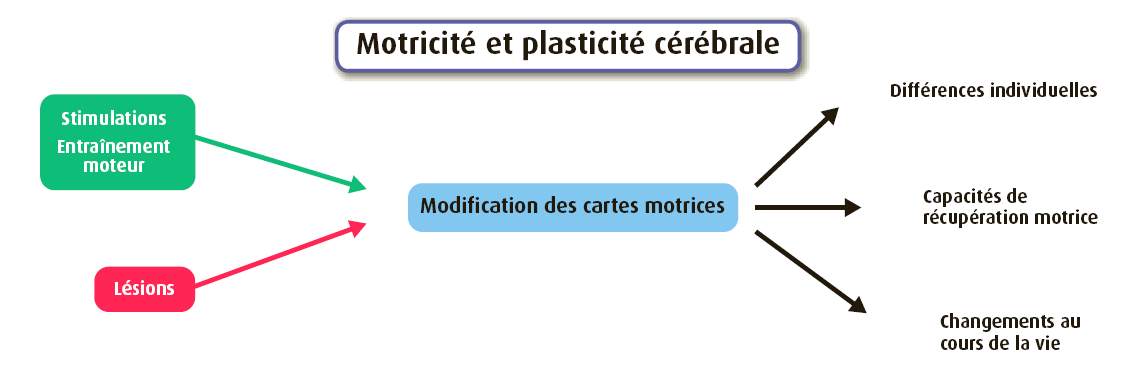 Motricité et plasticité cérébrale
Stimulations
Entraînement
moteur
Lésions
Modification des cartes motrices
Différences individuelles
Capacités de
récupération motrice
Changements au
cours de la vie